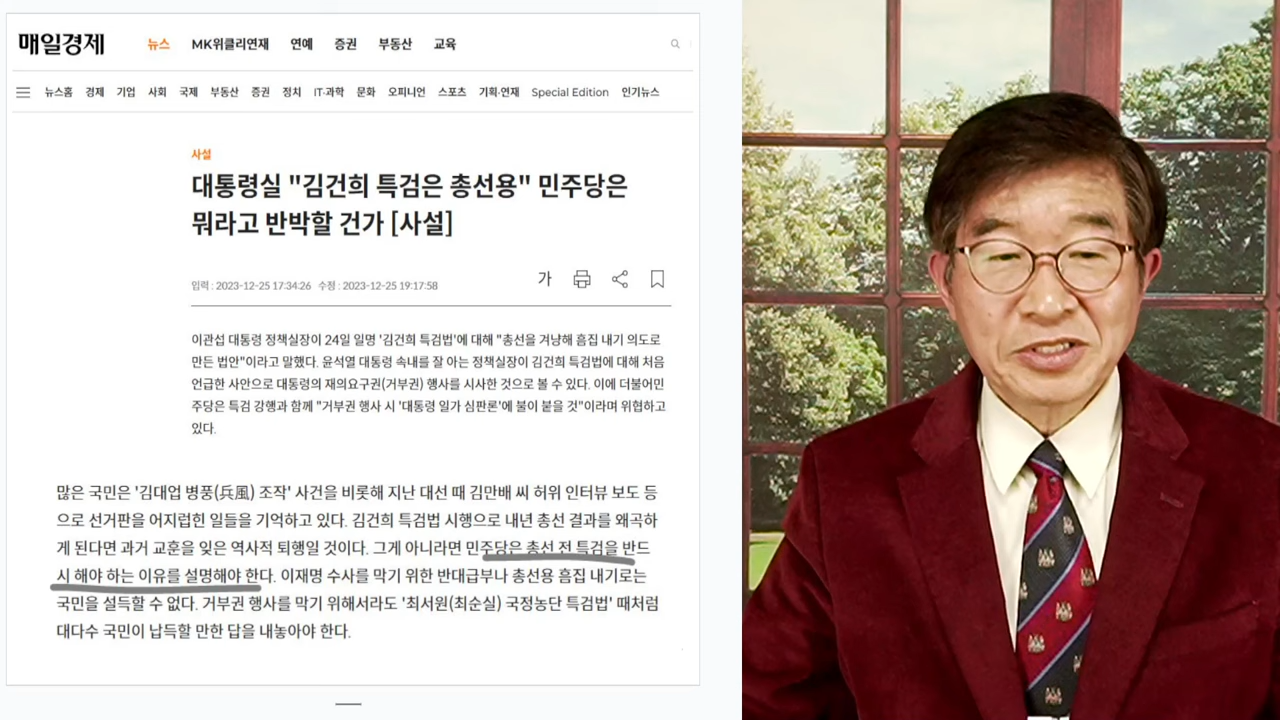 매일경제
뉴스 MK위클리연재 연예 증권 부동산 교육
뉴스홈 경제 기업 사회 국제 부동산 증권 정치 IT·과학 문화 오피니언 스포츠 기획·연재 Special Edition 인기뉴스
사설
대통령실 "김건희 특검은 총선용" 민주당은
뭐라고 반박할 건가 [사설]
입력 : 2023-12-25 17:34:26 수정 : 2023-12-25 19:17:58
가
이관섭 대통령 정책실장이 24일 일명 '김건희 특검법'에 대해 "총선을 겨냥해 흠집 내기 의도로
만든 법안"이라고 말했다. 윤석열 대통령 속내를 잘 아는 정책실장이 김건희 특검법에 대해 처음
언급한 사안으로 대통령의 재의요구권(거부권) 행사를 시사한 것으로 볼 수 있다. 이에 더불어민
주당은 특검 강행과 함께 "거부권 행사 시 '대통령 일가 심판론'에 불이 붙을 것"이라며 위협하고
있다.
많은 국민은 '김대업 병풍(兵風) 조작' 사건을 비롯해 지난 대선 때 김만배 씨 허위 인터뷰 보도 등
으로 선거판을 어지럽힌 일들을 기억하고 있다. 김건희 특검법 시행으로 내년 총선 결과를 왜곡하
게 된다면 과거 교훈을 잊은 역사적 퇴행일 것이다. 그게 아니라면 민주당은 총선 전 특검을 반드
시 해야 하는 이유를 설명해야 한다. 이재명 수사를 막기 위한 반대급부나 총선용 흠집 내기로는
국민을 설득할 수 없다. 거부권 행사를 막기 위해서라도 '최서원(최순실) 국정농단 특검법' 때처럼
대다수 국민이 납득할 만한 답을 내놓아야 한다.